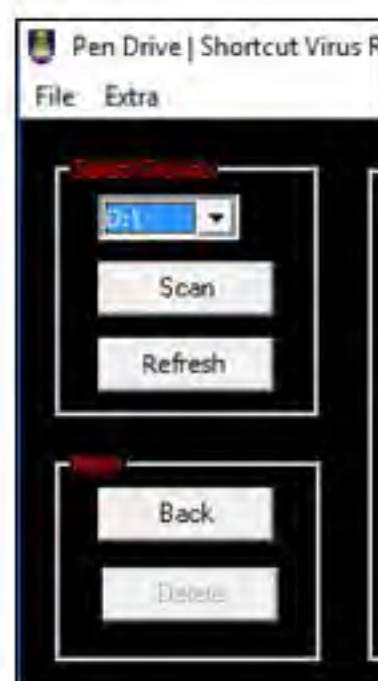 Pen Drive | Shortcut Virus R
File Extra
D:\
Scan
Refresh
Back
Delete